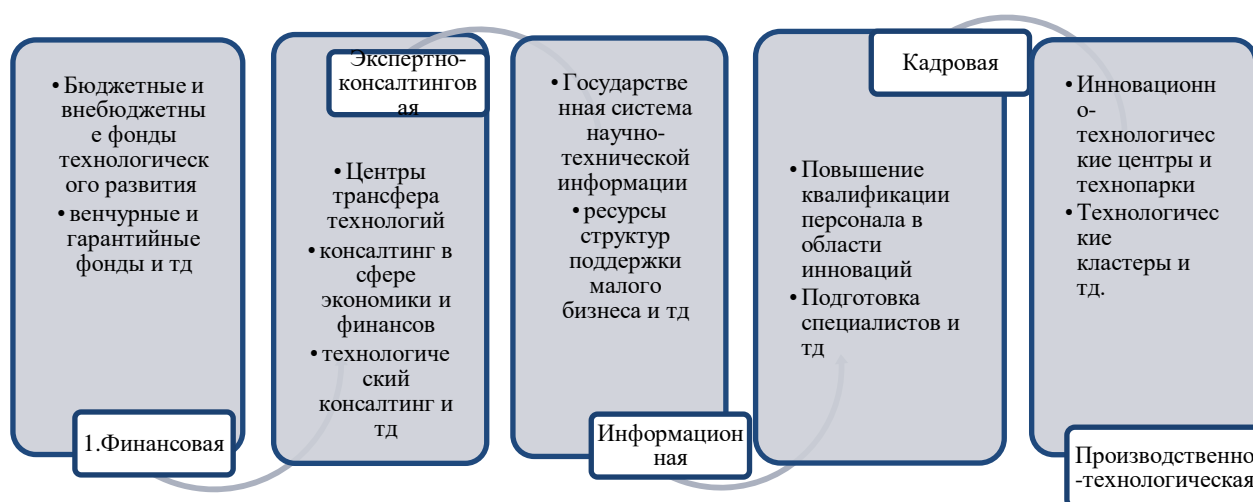 • Бюджетные и
внебюджетны
е фонды
технологическ
ого развития
• венчурные и
гарантийные
фонды и тд
1.Финансовая
Экспертно-
консалтингов
ая
• Центры
трансфера
технологий
• консалтинг в
сфере
экономики и
финансов
• технологиче
ский
консалтинг и
тд
• Государстве
нная система
научно-
технической
информации
• ресурсы
структур
поддержки
малого
бизнеса и тд
Информацион
ная
Кадровая
• Повышение
квалификации
персонала в
области
инноваций
• Подготовка
специалистов и
тд
• Инновационн
о-
технологичес
кие центры и
технопарки
• Технологичес
кие
кластеры и
тд.
Производственно
-технологическая